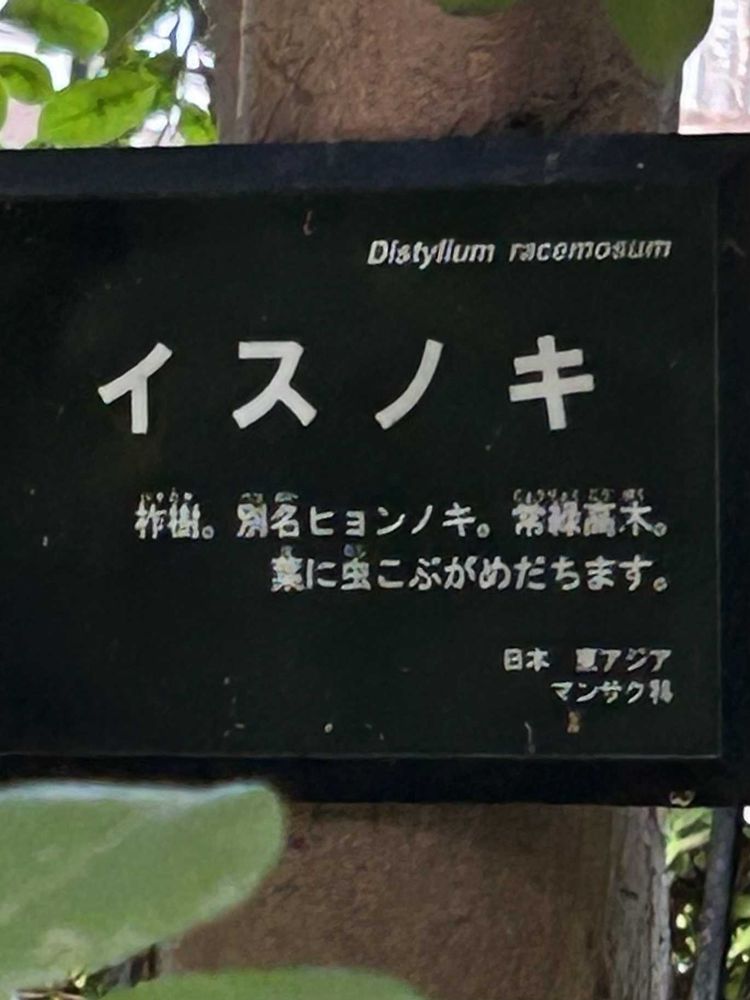 Distylium racemosum
イスノキ
柞樹。別名ヒョンノキ。常緑高木。
葉に虫こぶがめだちます。
日本　東アジア
マンサク科